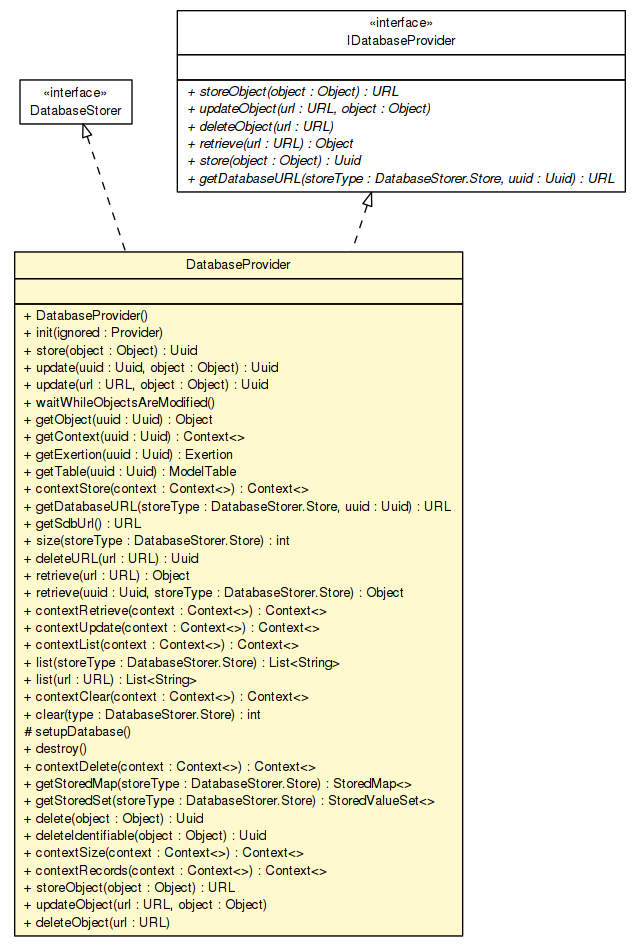 «interface»
IDatabaseProvider
+ storeObject(object : Object) : URL
+ updateObject(url : URL, object : Object)
+ deleteObject(url : URL)
+ retrieve(url : URL) : Object
+ store(object : Object) : Uuid
+ getDatabaseURL(storeType : DatabaseStorer.Store, uuid : Uuid) : URL
«interface»
DatabaseStorer
DatabaseProvider
+ DatabaseProvider()
+ init(ignored : Provider)
+ store(object : Object) : Uuid
+ update(uuid : Uuid, object : Object) : Uuid
+ update(url : URL, object : Object) : Uuid
+ waitWhileObjectsAreModified()
+ getObject(uuid : Uuid) : Object
+ getContext(uuid : Uuid) : Context<>
+ getExertion(uuid : Uuid) : Exertion
+ getTable(uuid : Uuid) : ModelTable
+ contextStore(context : Context<>) : Context<>
+ getDatabaseURL(storeType : DatabaseStorer.Store, uuid : Uuid) : URL
+ getSdbUrl() : URL
+ size(storeType : DatabaseStorer.Store) : int
+ deleteURL(url : URL) : Uuid
+ retrieve(url : URL) : Object
+ retrieve(uuid : Uuid, storeType : DatabaseStorer.Store) : Object
+ contextRetrieve(context : Context<>) : Context<>
+ contextUpdate(context : Context<>) : Context<>
+ contextList(context : Context<>) : Context<>
+ list(storeType : DatabaseStorer.Store) : List<String>
+ list(url : URL) : List<String>
+ contextClear(context : Context<>) : Context<>
+ clear(type : DatabaseStorer.Store) : int
# setupDatabase()
+ destroy()
+ contextDelete(context : Context<>) : Context<>
+ getStoredMap(storeType : DatabaseStorer.Store) : StoredMap<>
+ getStoredSet(storeType : DatabaseStorer.Store) : StoredValueSet<>
+ delete(object : Object) : Uuid
+ deleteIdentifiable(object : Object) : Uuid
+ contextSize(context : Context<>) : Context<>
+ contextRecords(context : Context<>) : Context<>
+ storeObject(object : Object) : URL
+ updateObject(url : URL, object : Object)
+ deleteObject(url : URL)